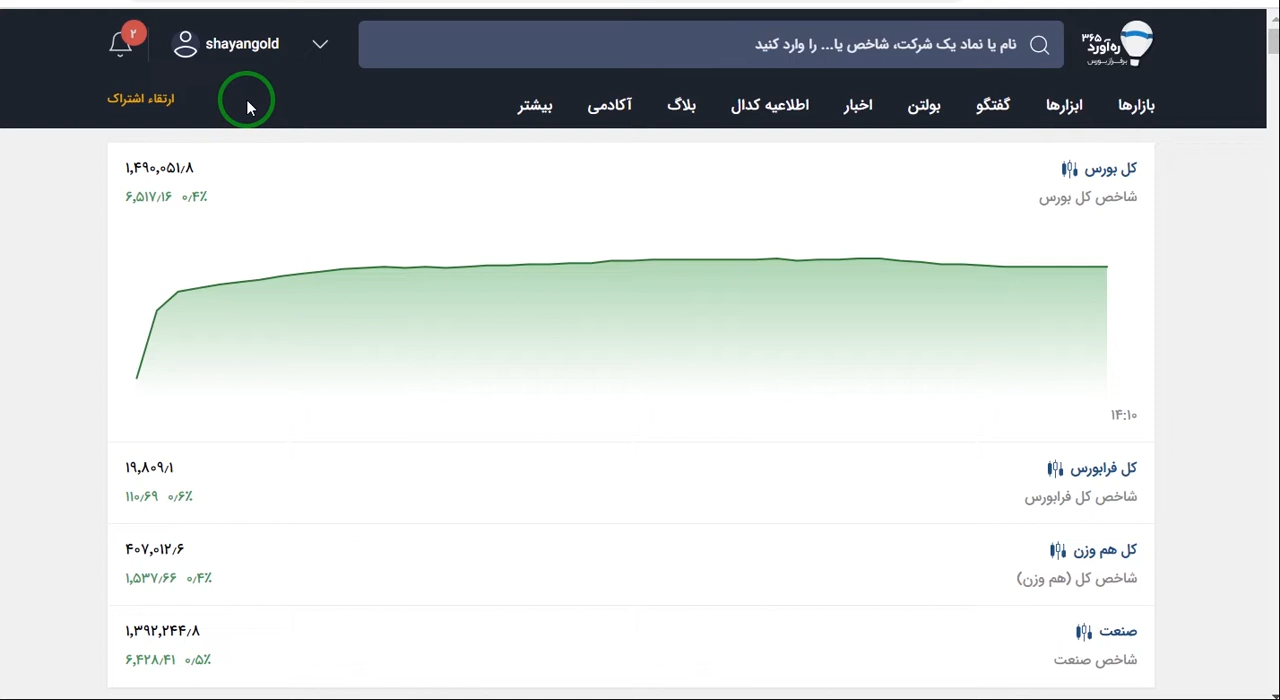 ره‌آورد ۳۶۵
برفراز بورس
نام یا نماد یک شرکت، شاخص یا... را وارد کنید
shayangold
۲
بازارها ابزارها گفتگو بولتن اخبار اطلاعیه کدال بلاگ آکادمی بیشتر
ارتقاء اشتراک
کل بورس ۱,۴۹۰,۰۵۱/۸
شاخص کل بورس ۶,۵۱۷/۱۶ ۰/۴٪
۱۴:۱۰
کل فرابورس ۱۹,۸۰۹/۱
شاخص کل فرابورس ۱۱۰/۶۹ ۰/۶٪
کل هم وزن ۴۰۷,۰۱۲/۶
شاخص کل (هم وزن) ۱,۵۳۷/۶۶ ۰/۴٪
صنعت ۱,۳۹۲,۲۴۴/۸
شاخص صنعت ۶,۴۲۸/۴۱ ۰/۵٪